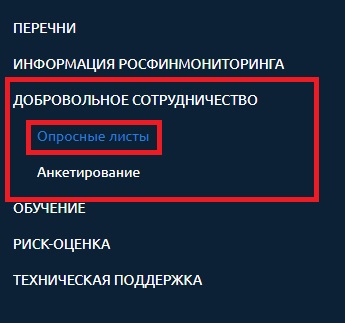 ПЕРЕЧНИ
ИНФОРМАЦИЯ РОСФИНМОНИТОРИНГА
ДОБРОВОЛЬНОЕ СОТРУДНИЧЕСТВО
Опросные листы
Анкетирование
ОБУЧЕНИЕ
РИСК-ОЦЕНКА
ТЕХНИЧЕСКАЯ ПОДДЕРЖКА